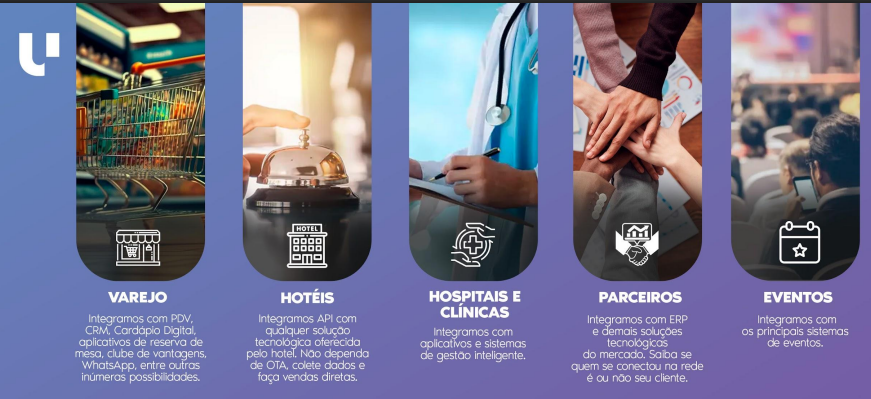 HOTEL
VAREJO
Integramos com PDV,
CRM, Cardápio Digital,
aplicativos de reserva de
mesa, clube de vantagens,
WhatsApp, entre outras
inúmeras possibilidades.
HOTÉIS
Integramos API com
qualquer solução
tecnológica oferecida
pelo hotel. Não dependa
de OTA, colete dados e
faça vendas diretas.
HOSPITAIS E
CLÍNICAS
Integramos com
aplicativos e sistemas
de gestão inteligente.
PARCEIROS
Integramos com ERP
e demais soluções
tecnológicas
do mercado. Saiba se
quem se conectou na rede
é ou não seu cliente.
EVENTOS
Integramos com
os principais sistemas
de eventos.